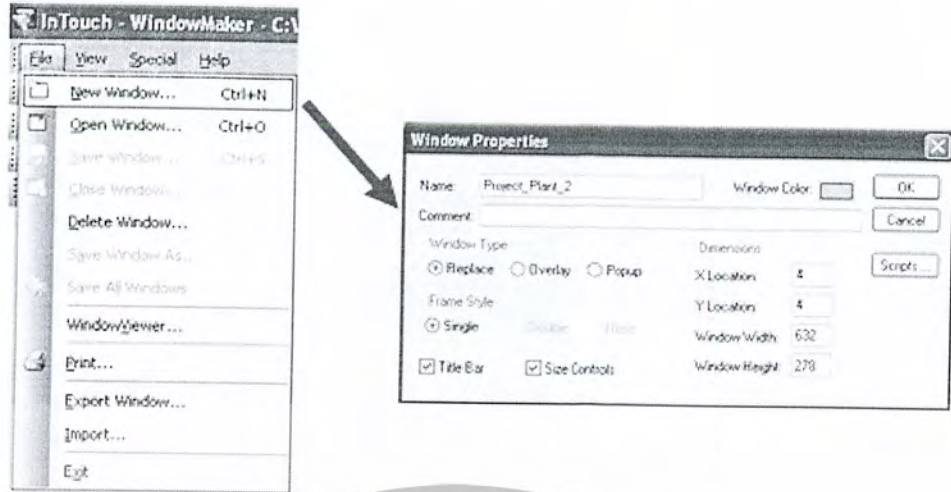 InTouch - WindowMaker - C:\
File View Special Help
New Window... Ctrl+N
Open Window... Ctrl+O
Save Window... Ctrl+S
Close Window...
Delete Window...
Save Window As...
Save All Windows
WindowViewer...
Print...
Export Window...
Import...
Exit
Window Properties
Name: Project_Plant_2 Window Color: OK
Comment: Cancel
Window Type Dimensions Scripts...
Replace Overlay Popup X Location: 4
Frame Style Y Location: 4
Single Double None Window Width: 632
Title Bar Size Controls Window Height: 278